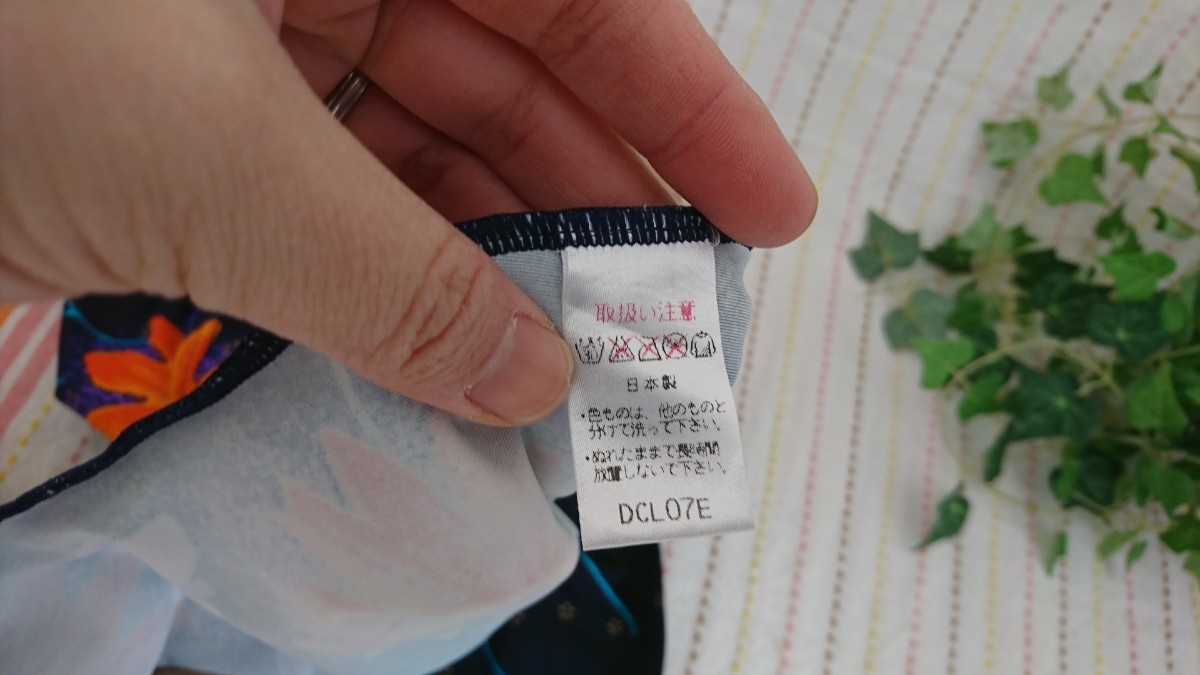 取扱い注意
日本製
・色ものは、他のものと
分けて洗って下さい。
・ぬれたままで長時間
放置しないで下さい。
DCL07E